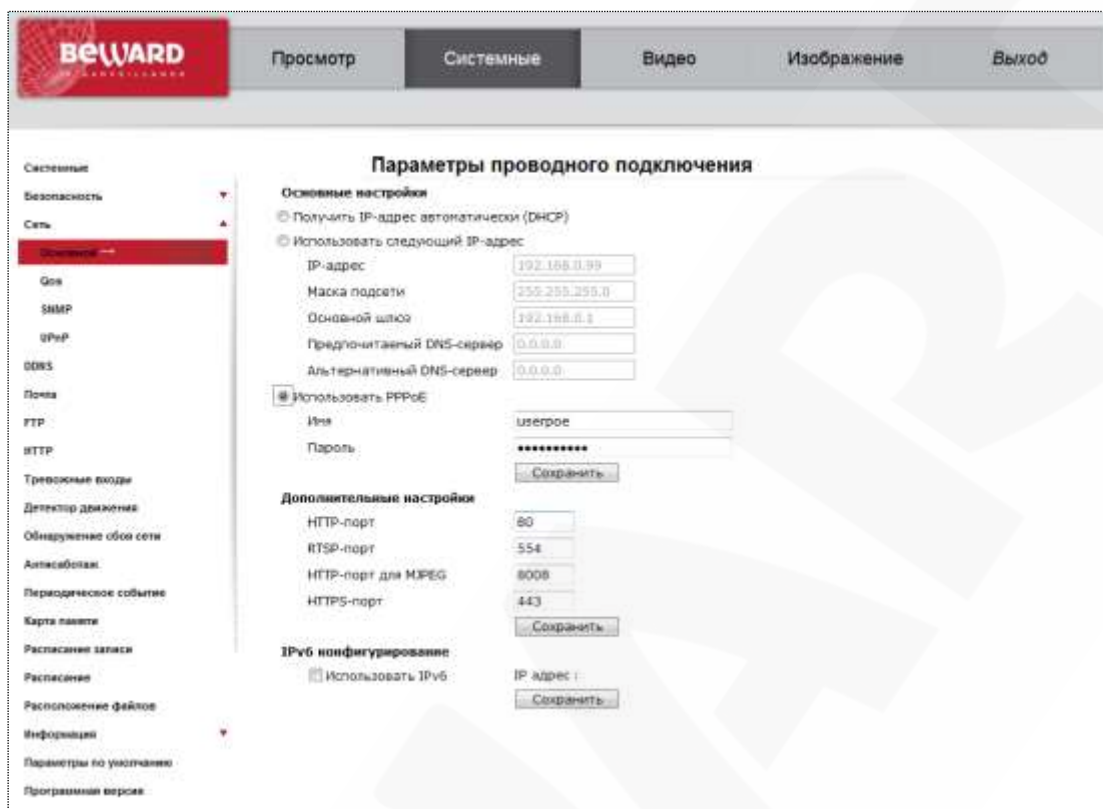 BEWARD
Просмотр
Системные
Видео
Изображение
Выход
Системные
Безопасность
Сеть
Основной
Qos
SNMP
UPnP
DDNS
Почта
FTP
HTTP
Тревожные входы
Детектор движения
Обнаружение сбоя сети
Антисаботаж
Периодическое событие
Карта памяти
Расписание записи
Расписание
Расположение файлов
Информация
Параметры по умолчанию
Программная версия
Параметры проводного подключения
Основные настройки
Получить IP-адрес автоматически (DHCP)
Использовать следующий IP-адрес
IP-адрес 192.168.0.99
Маска подсети 255.255.255.0
Основной шлюз 192.168.0.1
Предпочитаемый DNS-сервер 0.0.0.0
Альтернативный DNS-сервер 0.0.0.0
Использовать PPPoE
Имя userpoe
Пароль ••••••••••
Сохранить
Дополнительные настройки
HTTP-порт 80
RTSP-порт 554
HTTP-порт для MJPEG 8008
HTTPS-порт 443
Сохранить
IPv6 конфигурирование
Использовать IPv6 IP адрес :
Сохранить